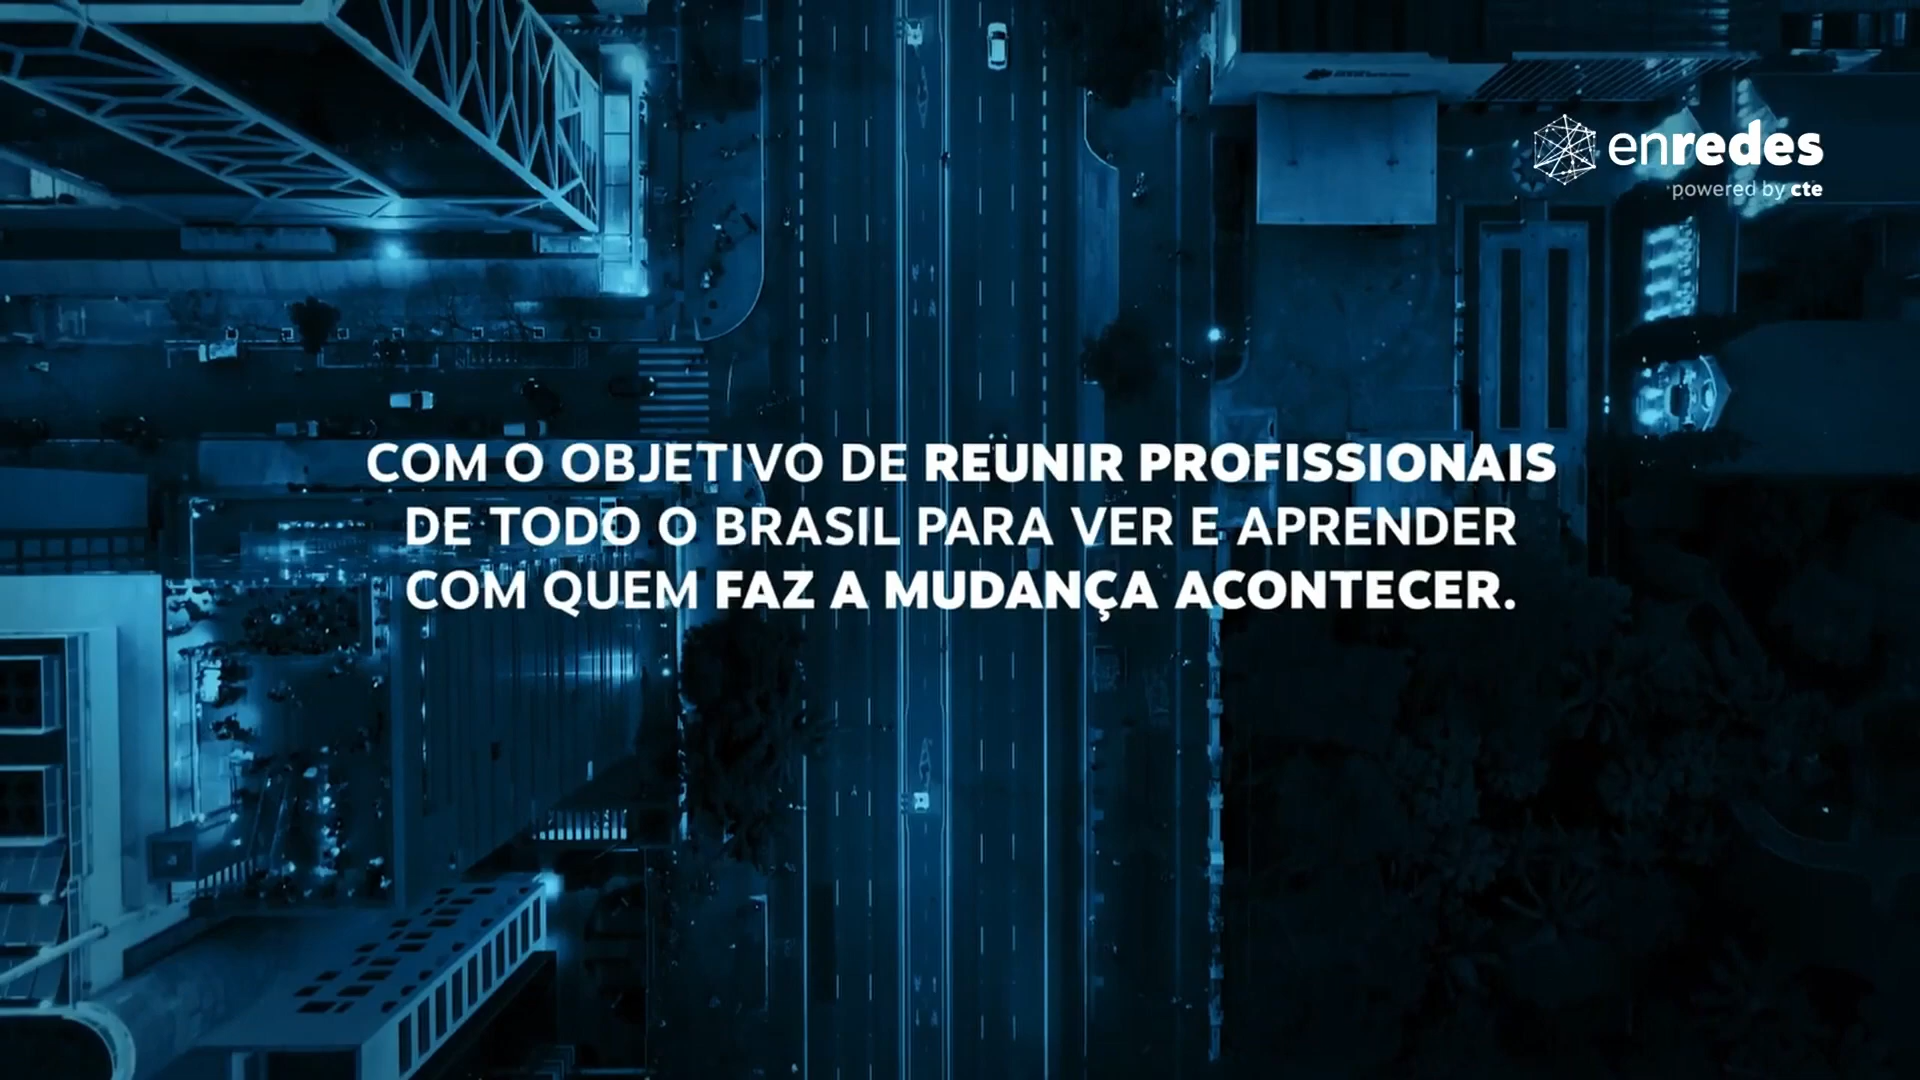 enredes
powered by cte
COM O OBJETIVO DE REUNIR PROFISSIONAIS
DE TODO O BRASIL PARA VER E APRENDER
COM QUEM FAZ A MUDANÇA ACONTECER.